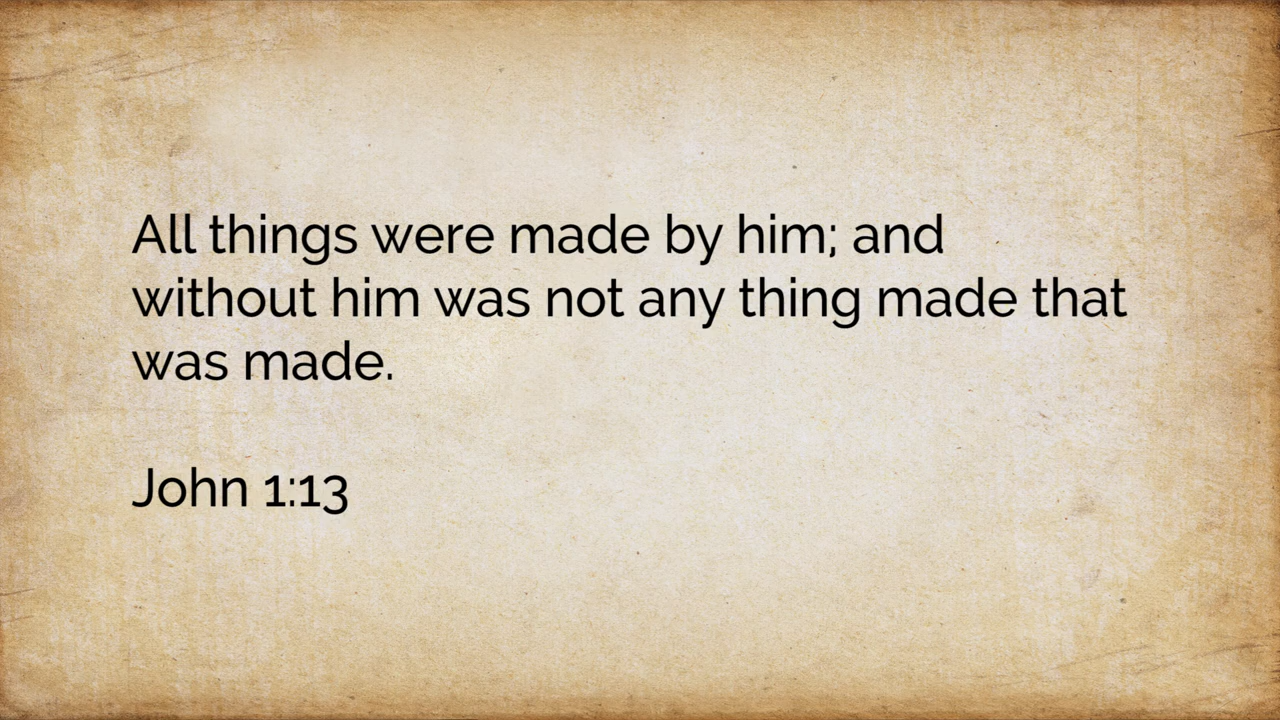 All things were made by him; and
without him was not any thing made that
was made.
John 1:13